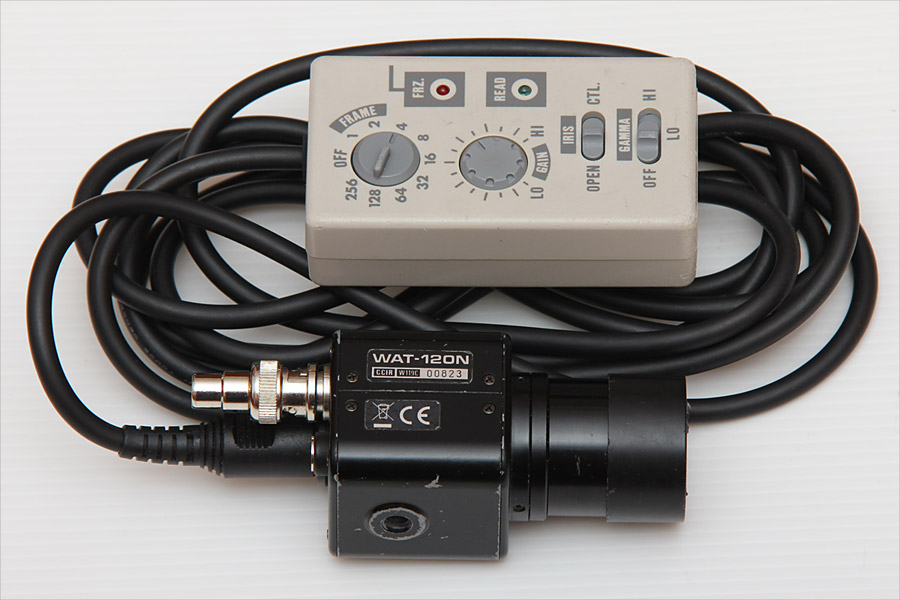 FRZ.
READ
FRAME
OFF 1 2 4 8 16 32 64 128 256
HI
GAIN
LO
IRIS
CTL.
OPEN
GAMMA
HI
LO
OFF
WAT-120N
CCIR W119C 00823
CE